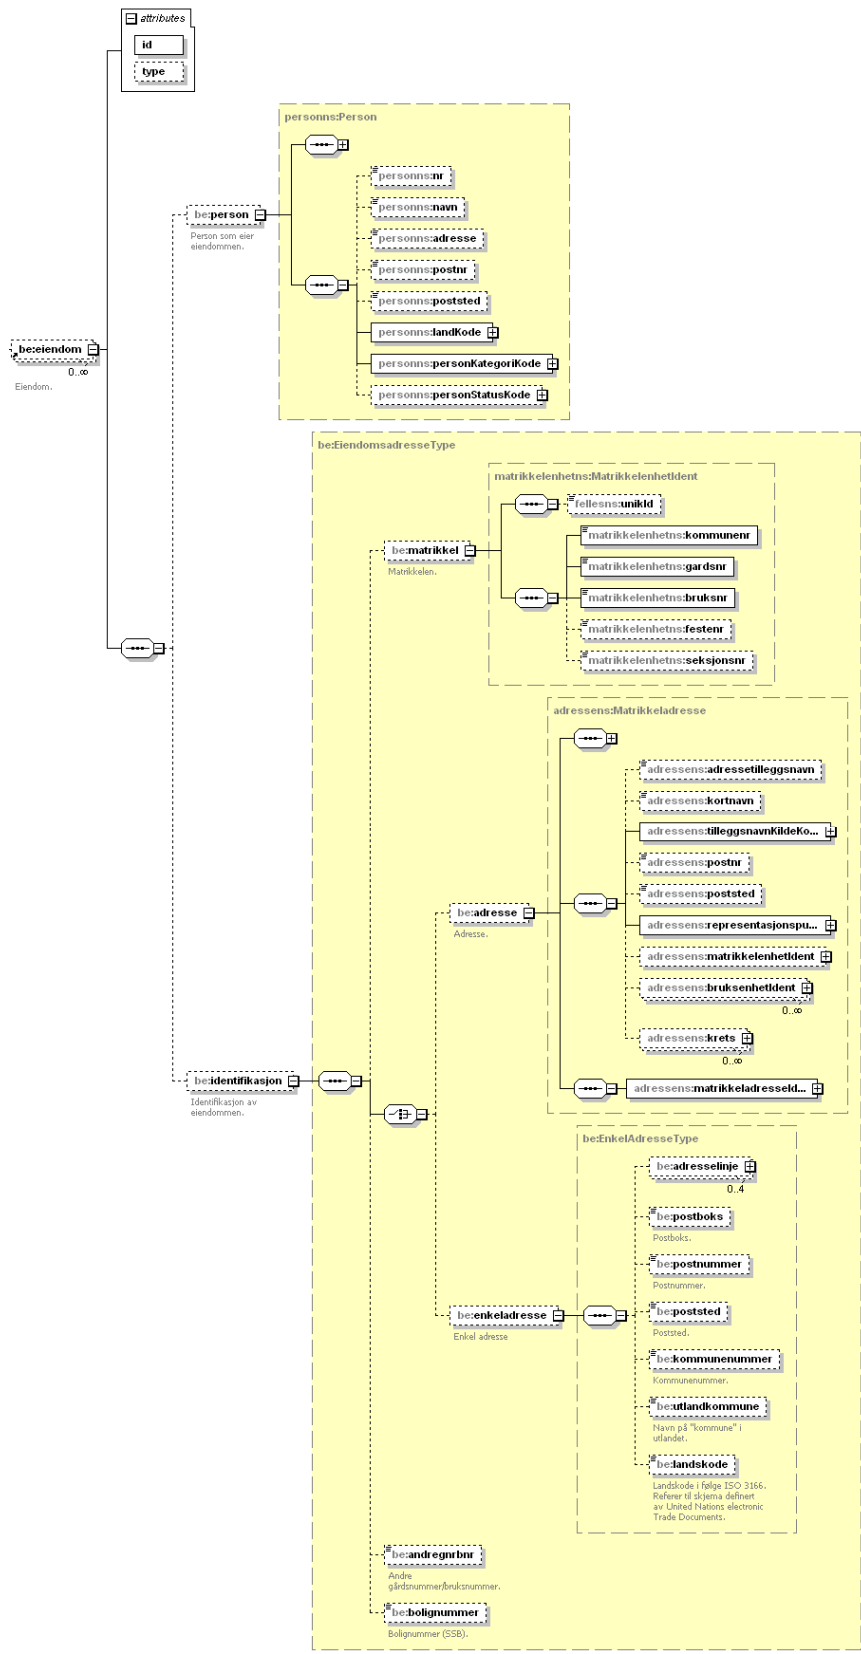 attributes
id
type
personns:Person
personns:nr
personns:navn
be:person
personns:adresse
Person som eier
eiendommen.
personns:postnr
personns:poststed
personns:landKode
be:eiendom
personns:personKategoriKode
0..∞
Eiendom.
personns:personStatusKode
be:EiendomsadresseType
matrikkelenhetns:MatrikkelenhetIdent
fellesns:unikId
matrikkelenhetns:kommunenr
be:matrikkel
Matrikkelen.
matrikkelenhetns:gardsnr
matrikkelenhetns:bruksnr
matrikkelenhetns:festenr
matrikkelenhetns:seksjonsnr
adressens:Matrikkeladresse
adressens:adressetilleggsnavn
adressens:kortnavn
adressens:tilleggsnavnKildeKo...
adressens:postnr
adressens:poststed
be:adresse
Adresse.
adressens:representasjonspu...
adressens:matrikkelenhetIdent
adressens:bruksenhetIdent
0..∞
adressens:krets
0..∞
be:identifikasjon
Identifikasjon av
eiendommen.
adressens:matrikkeladresseId...
be:EnkelAdresseType
be:adresselinje
0..4
be:postboks
Postboks.
be:postnummer
Postnummer.
be:enkeladresse
Enkel adresse
be:poststed
Poststed.
be:kommunenummer
Kommunenummer.
be:utlandkommune
Navn på "kommune" i
utlandet.
be:landskode
Landskode i følge ISO 3166.
Referer til skjema definert
av United Nations electronic
Trade Documents.
be:andregnrbnr
Andre
gårdsnummer/bruksnummer.
be:bolignummer
Bolignummer (SSB).